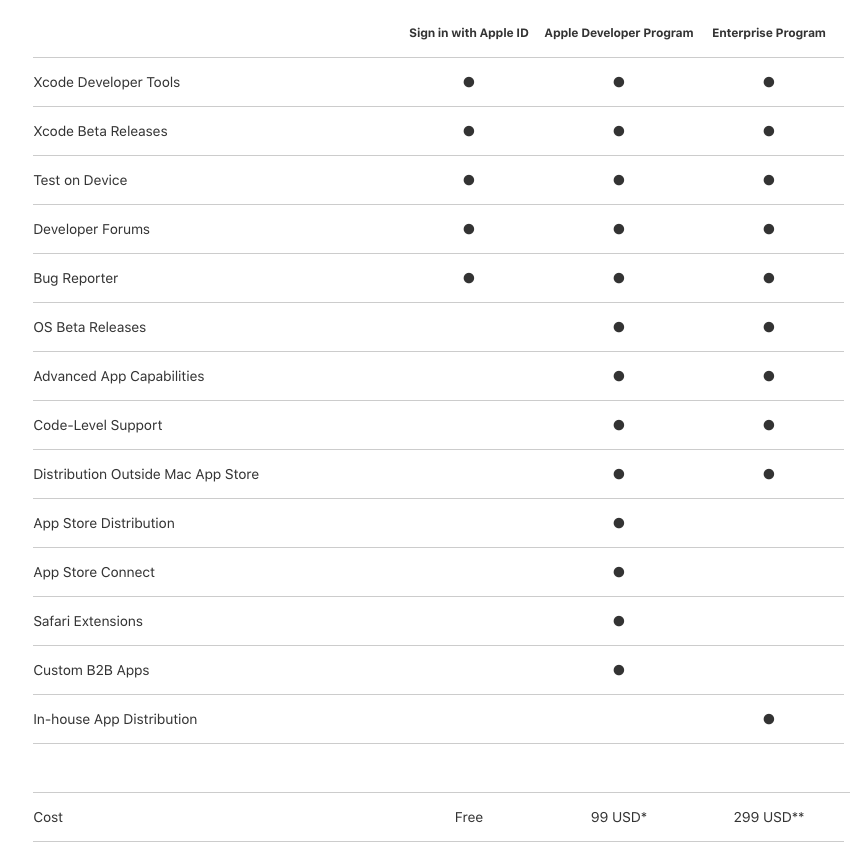 Sign in with Apple ID Apple Developer Program Enterprise Program
Xcode Developer Tools ● ● ●
Xcode Beta Releases ● ● ●
Test on Device ● ● ●
Developer Forums ● ● ●
Bug Reporter ● ● ●
OS Beta Releases ● ●
Advanced App Capabilities ● ●
Code-Level Support ● ●
Distribution Outside Mac App Store ● ●
App Store Distribution ●
App Store Connect ●
Safari Extensions ●
Custom B2B Apps ●
In-house App Distribution ●
Cost Free 99 USD* 299 USD**